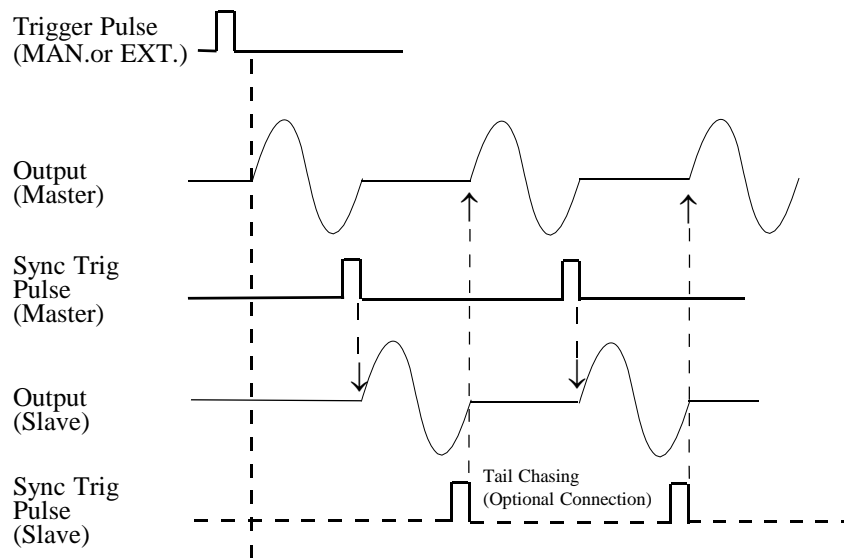 Trigger Pulse
(MAN.or EXT.)
Output
(Master)
Sync Trig
Pulse
(Master)
Output
(Slave)
Tail Chasing
(Optional Connection)
Sync Trig
Pulse
(Slave)